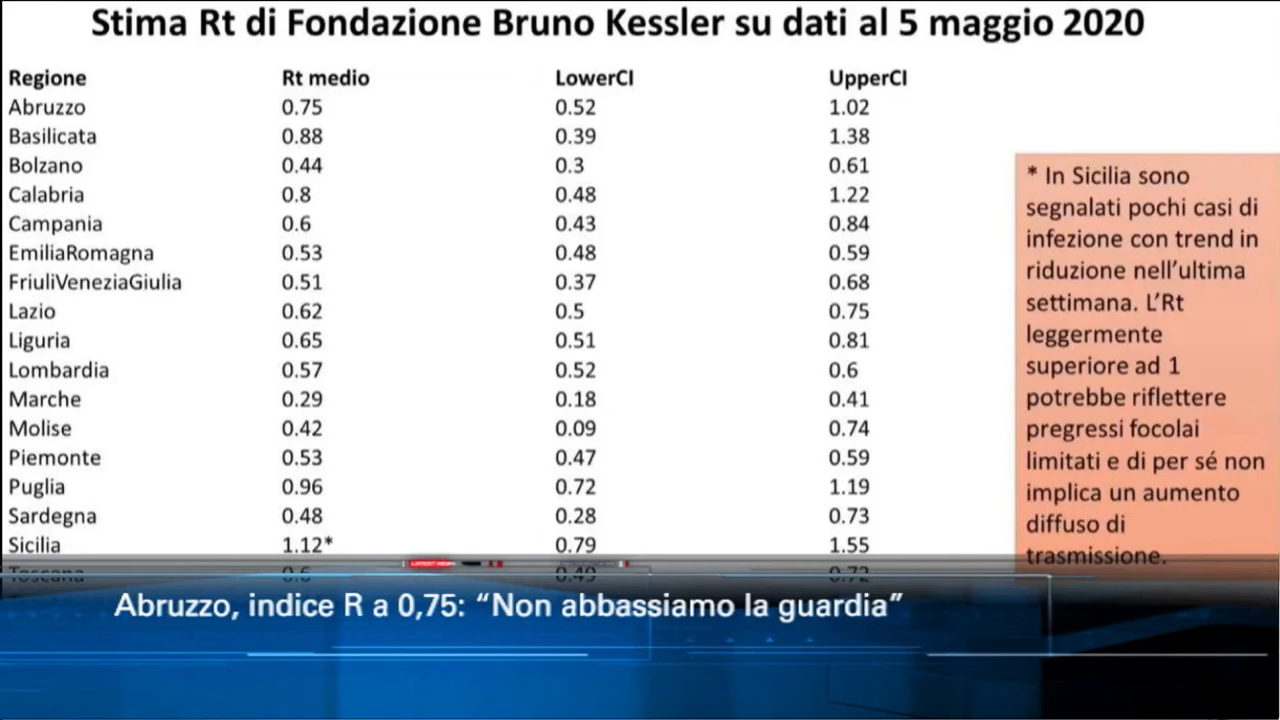 Stima Rt di Fondazione Bruno Kessler su dati al 5 maggio 2020
Regione Rt medio LowerCI UpperCI
Abruzzo 0.75 0.52 1.02
Basilicata 0.88 0.39 1.38
Bolzano 0.44 0.3 0.61
Calabria 0.8 0.48 1.22
Campania 0.6 0.43 0.84
EmiliaRomagna 0.53 0.48 0.59
FriuliVeneziaGiulia 0.51 0.37 0.68
Lazio 0.62 0.5 0.75
Liguria 0.65 0.51 0.81
Lombardia 0.57 0.52 0.6
Marche 0.29 0.18 0.41
Molise 0.42 0.09 0.74
Piemonte 0.53 0.47 0.59
Puglia 0.96 0.72 1.19
Sardegna 0.48 0.28 0.73
Sicilia 1.12* 0.79 1.55
Toscana 0.6 0.49 0.72
* In Sicilia sono
segnalati pochi casi di
infezione con trend in
riduzione nell'ultima
settimana. L'Rt
leggermente
superiore ad 1
potrebbe riflettere
pregressi focolai
limitati e di per sé non
implica un aumento
diffuso di
trasmissione.
LATEST NEWS
Abruzzo, indice R a 0,75: “Non abbassiamo la guardia”